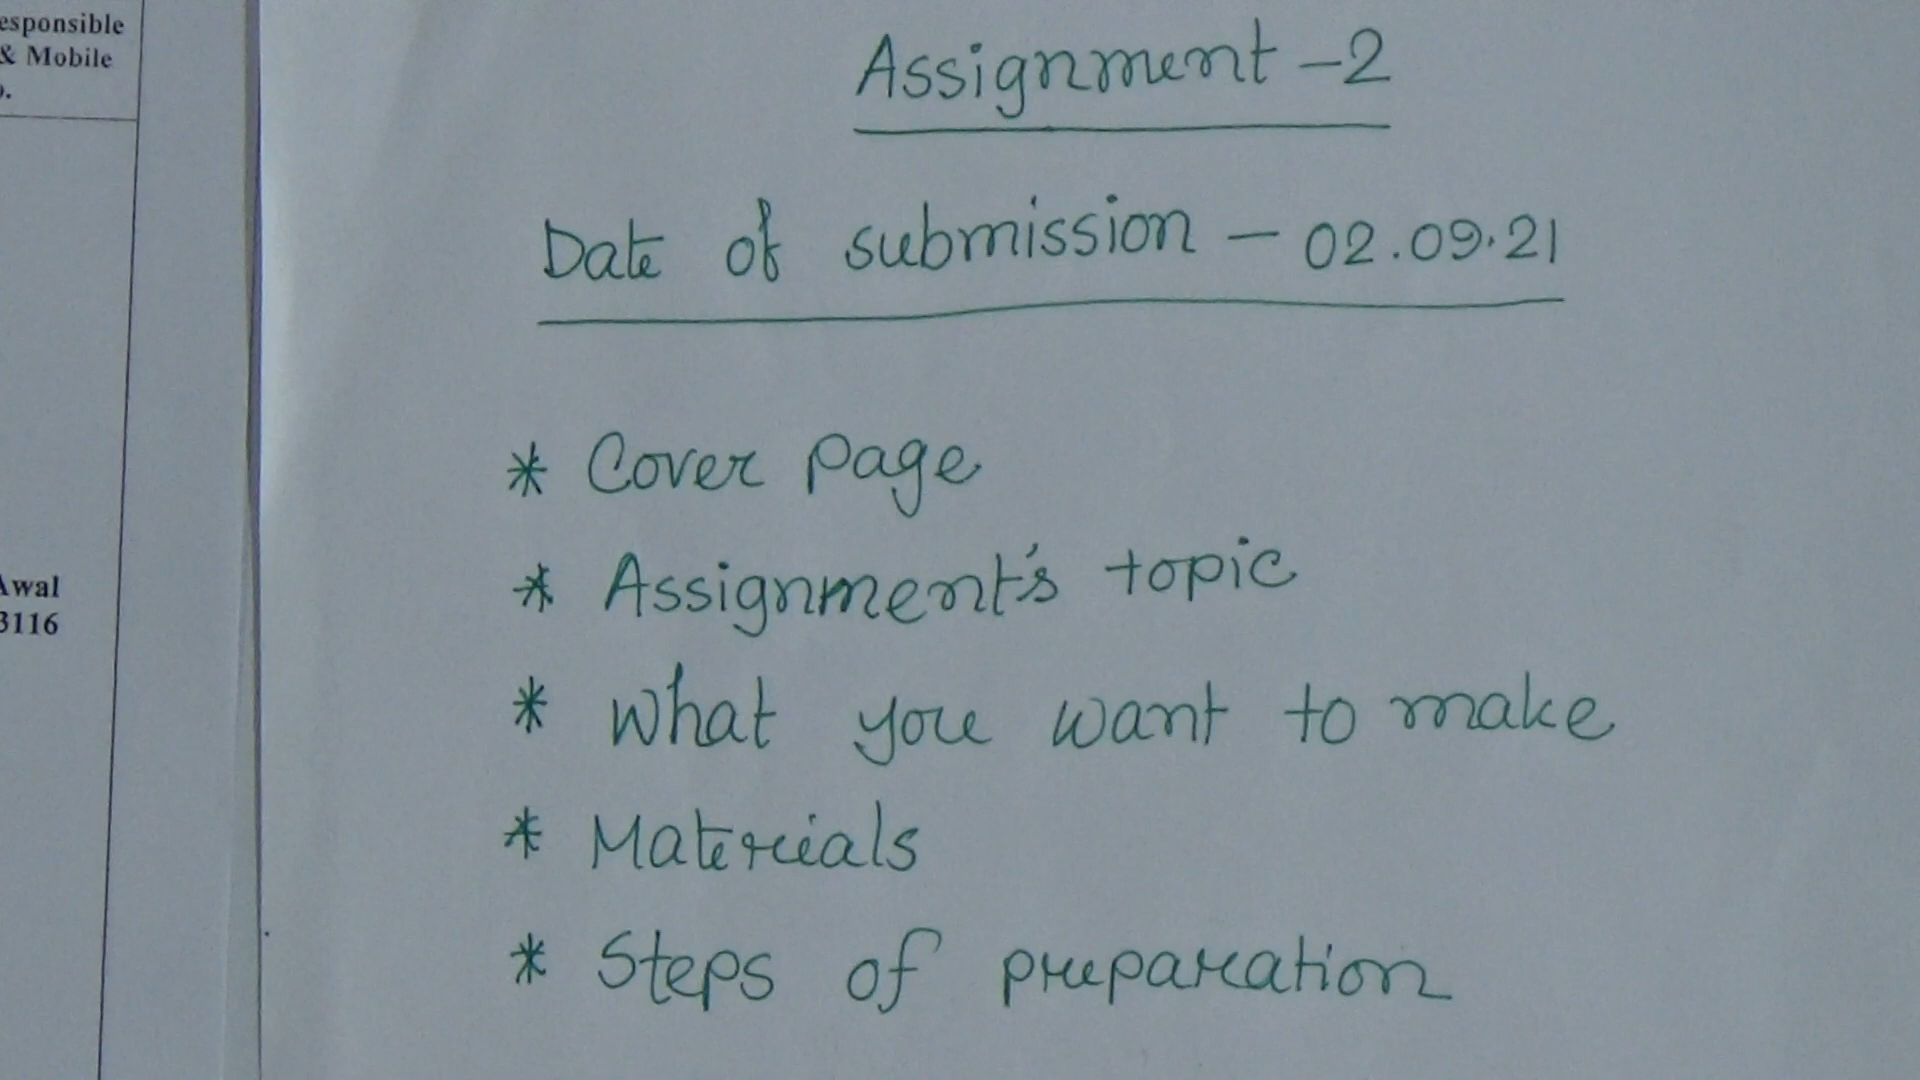 esponsible
& Mobile
Awal
3116
Assignment -2
Date of submission - 02.09.21
* Cover page
* Assignment's topic
* What you want to make
* Materials
* Steps of preparation